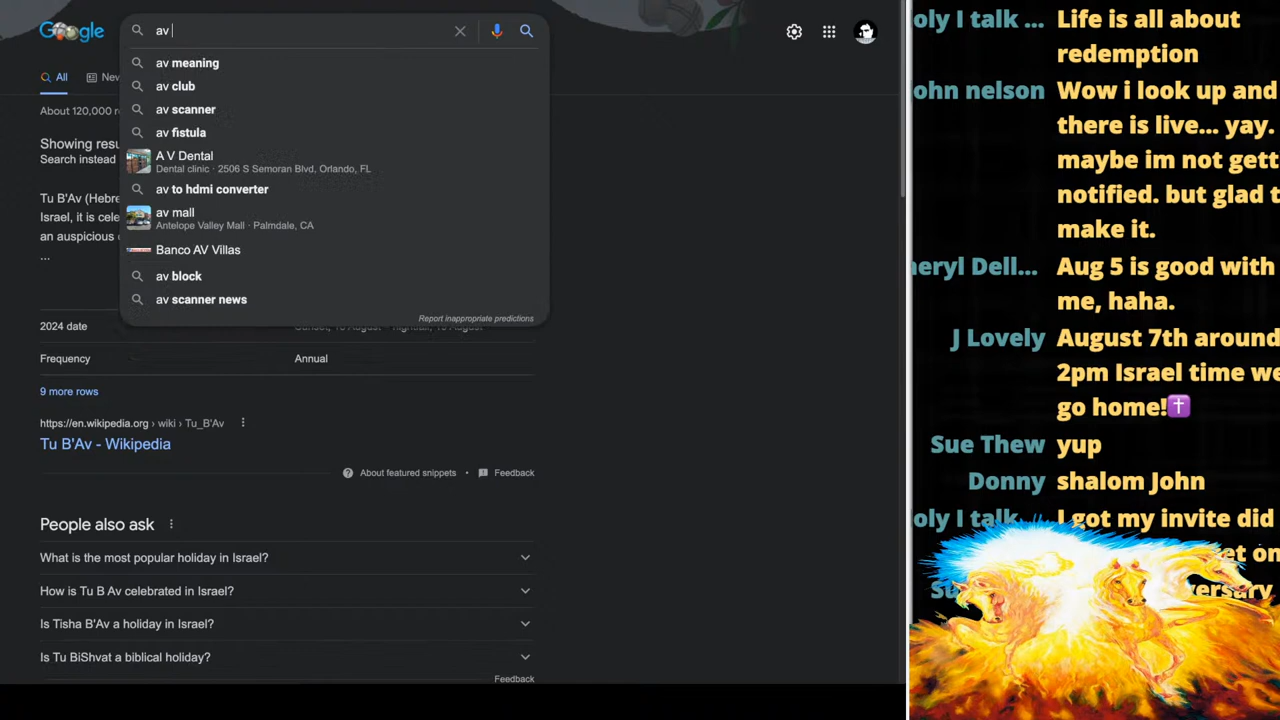 Google
av
av meaning
av club
av scanner
av fistula
A V Dental
Dental clinic · 2506 S Semoran Blvd, Orlando, FL
av to hdmi converter
av mall
Antelope Valley Mall · Palmdale, CA
Banco AV Villas
av block
av scanner news
Report inappropriate predictions
All
About 120,000
Showing
Search instead
Tu B'Av
Israel, it is
an auspicious
...
2024 date
Frequency Annual
9 more rows
https://en.wikipedia.org › wiki › Tu_B'Av
Tu B'Av - Wikipedia
About featured snippets • Feedback
People also ask
What is the most popular holiday in Israel?
How is Tu B Av celebrated in Israel?
Is Tisha B'Av a holiday in Israel?
Is Tu BiShvat a biblical holiday?
Feedback
oly I talk ... Life is all about
redemption
ohn nelson Wow i look up and
there is live... yay.
maybe im not gett
notified. but glad t
make it.
eryl Dell... Aug 5 is good with
me, haha.
J Lovely August 7th around
2pm Israel time we
go home!✝️
Sue Thew yup
Donny shalom John
oly I talk I got my invite did
et on
versary